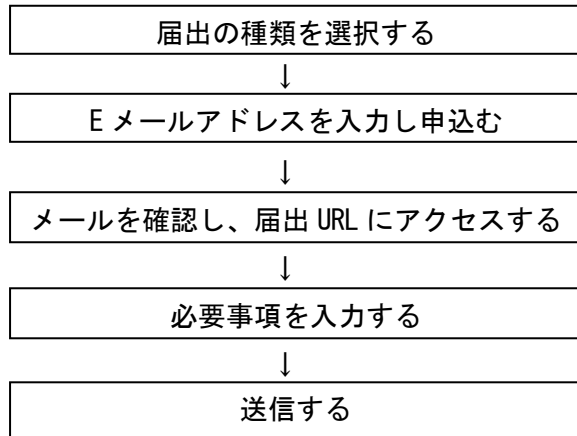 届出の種類を選択する
↓
E メールアドレスを入力し申込む
↓
メールを確認し、届出 URL にアクセスする
↓
必要事項を入力する
↓
送信する